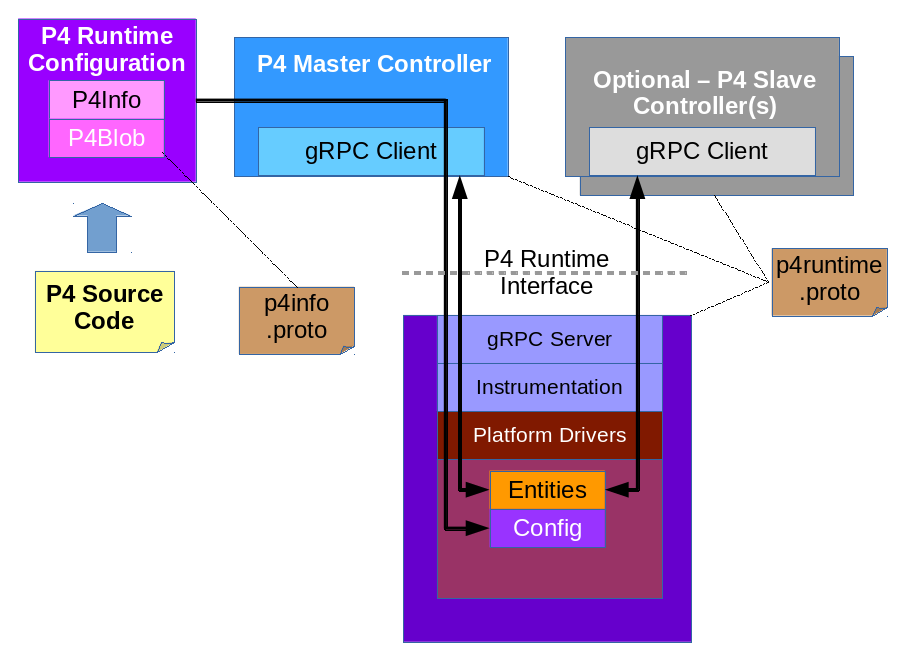 P4 Runtime
Configuration
P4Info
P4Blob
P4 Master Controller
gRPC Client
Optional – P4 Slave
Controller(s)
gRPC Client
P4 Source
Code
p4info
.proto
P4 Runtime
Interface
p4runtime
.proto
gRPC Server
Instrumentation
Platform Drivers
Entities
Config